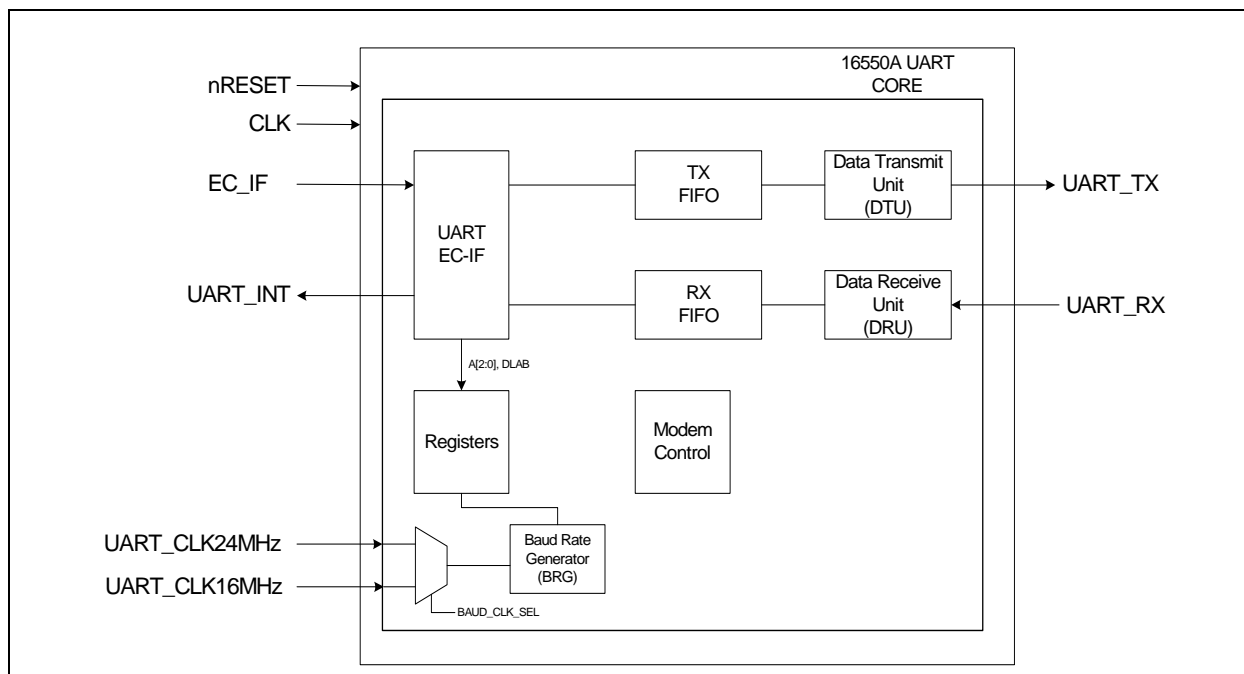 16550A UART
CORE
nRESET
CLK
EC_IF
UART
EC-IF
TX
FIFO
Data Transmit
Unit
(DTU)
UART_TX
UART_INT
RX
FIFO
Data Receive
Unit
(DRU)
UART_RX
A[2:0], DLAB
Registers
Modem
Control
UART_CLK24MHz
UART_CLK16MHz
Baud Rate
Generator
(BRG)
BAUD_CLK_SEL